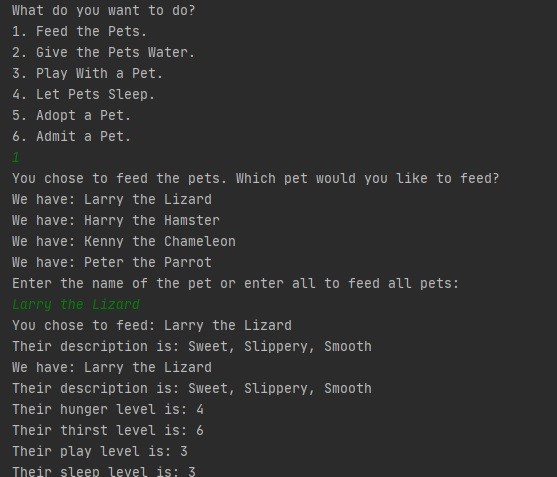 What do you want to do?
1. Feed the Pets.
2. Give the Pets Water.
3. Play With a Pet.
4. Let Pets Sleep.
5. Adopt a Pet.
6. Admit a Pet.
1
You chose to feed the pets. Which pet would you like to feed?
We have: Larry the Lizard
We have: Harry the Hamster
We have: Kenny the Chameleon
We have: Peter the Parrot
Enter the name of the pet or enter all to feed all pets:
Larry the Lizard
You chose to feed: Larry the Lizard
Their description is: Sweet, Slippery, Smooth
We have: Larry the Lizard
Their description is: Sweet, Slippery, Smooth
Their hunger level is: 4
Their thirst level is: 6
Their play level is: 3
Their sleep level is: 3